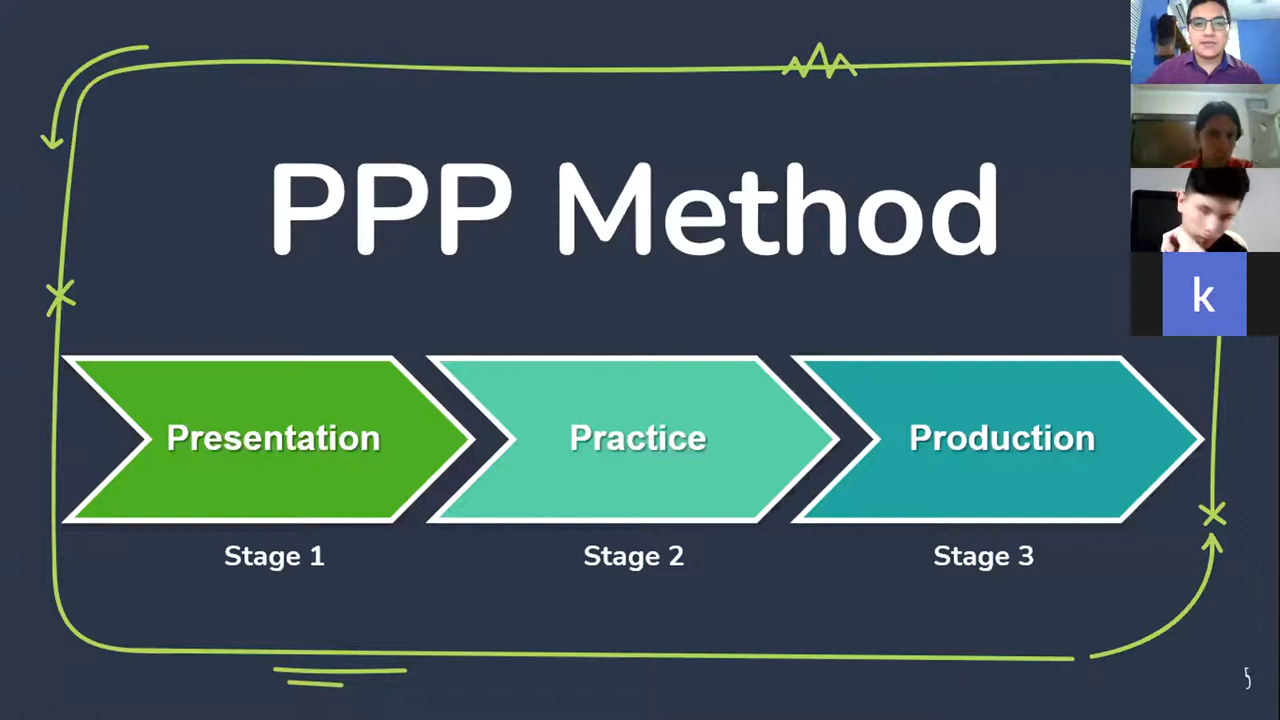 PPP Method
k
Presentation
Practice
Production
Stage 1
Stage 2
Stage 3
5